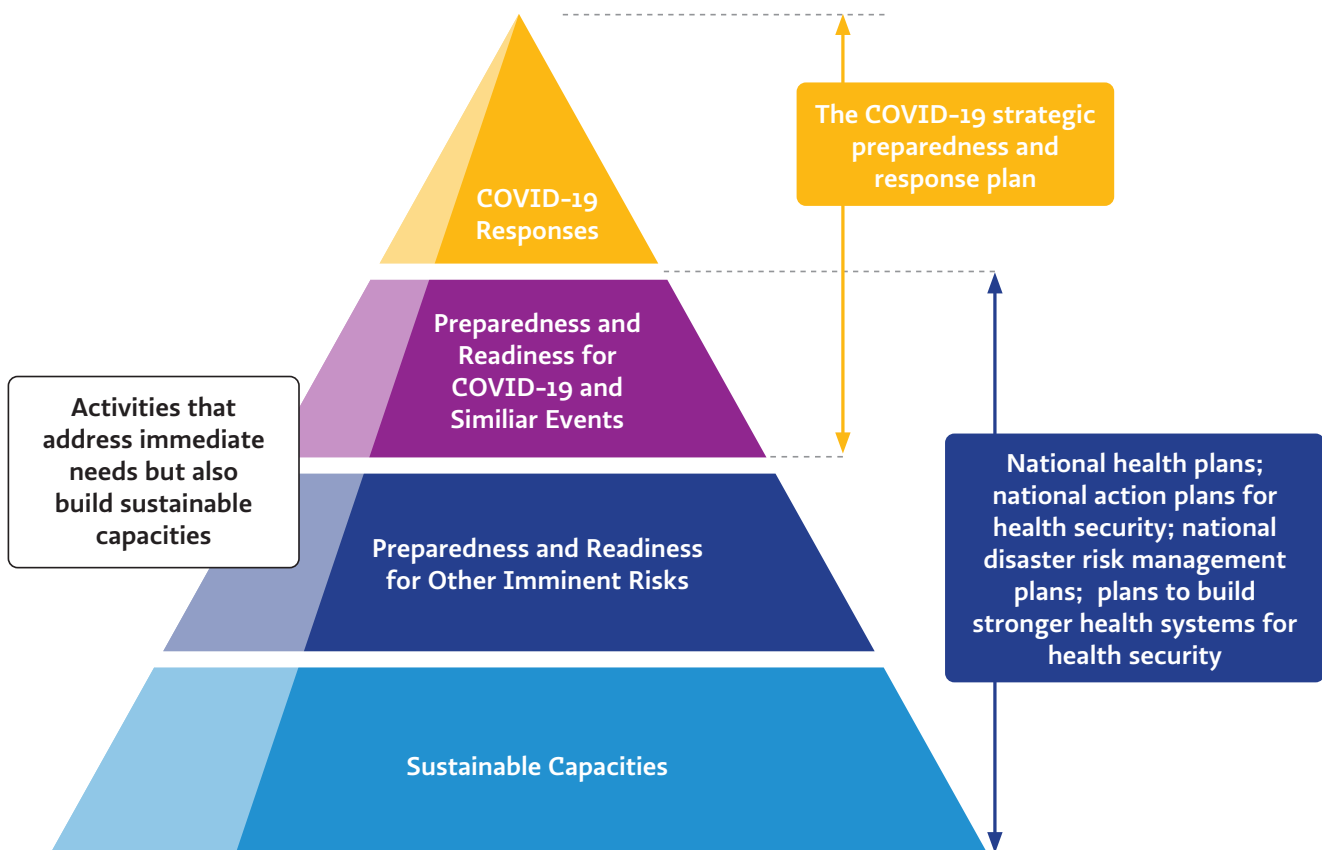 The COVID-19 strategic
preparedness and
response plan
COVID-19
Responses
Preparedness and
Readiness for
COVID-19 and
Similiar Events
Activities that
address immediate
needs but also
build sustainable
capacities
National health plans;
national action plans for
health security; national
disaster risk management
plans;  plans to build
stronger health systems for
health security
Preparedness and Readiness
for Other Imminent Risks
Sustainable Capacities